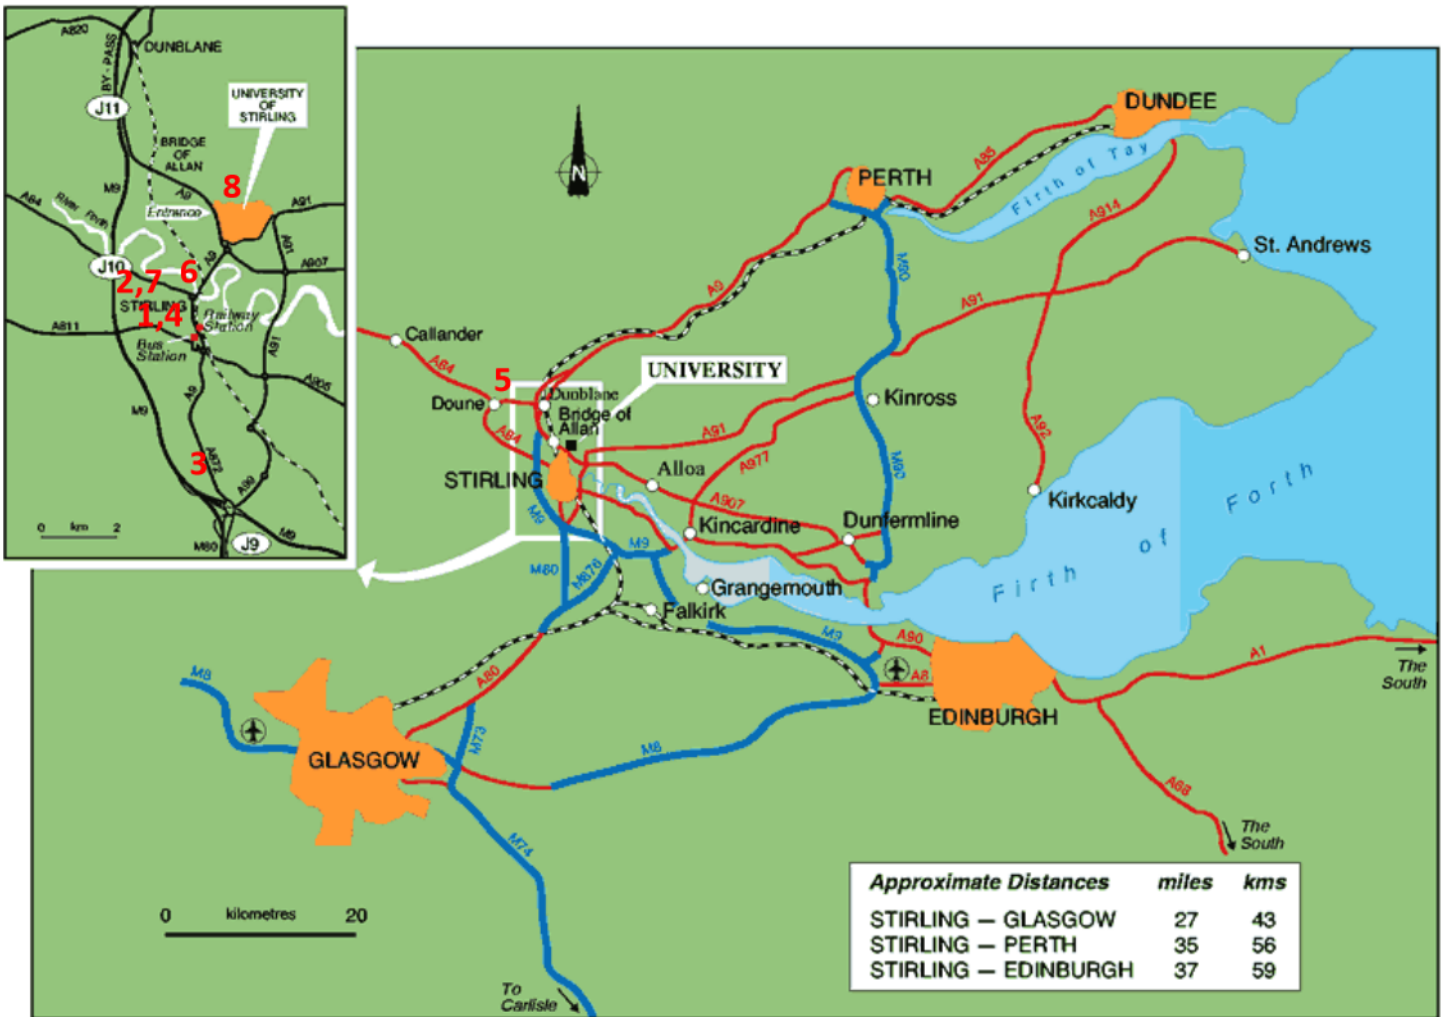 A820
DUNBLANE
BY-PASS
J11
UNIVERSITY
OF
STIRLING
BRIDGE
OF
ALLAN
M9
A9
8
A84
River Forth
Entrance
A91
A91
A9
A907
J10
2,7
6
STIRLING
1,4
Railway
Station
A811
Bus
Station
A91
A905
A9
M9
3
A872
A99
0 km 2
M9
M80
J9
N
DUNDEE
A85
Firth of Tay
PERTH
A914
St. Andrews
M90
A9
A91
Callander
A84
5
UNIVERSITY
Doune
Dunblane
Bridge of
Allan
Kinross
A84
A91
A92
A977
M90
STIRLING
Alloa
A907
Kirkcaldy
Firth of Forth
M9
Kincardine
Dunfermline
M9
M80
M876
Grangemouth
Falkirk
M9
A90
A8
A1
The
South
M8
A80
EDINBURGH
GLASGOW
M73
M8
A68
The
South
M74
0 kilometres 20
To
Carlisle
Approximate Distances miles kms
STIRLING — GLASGOW 27 43
STIRLING — PERTH 35 56
STIRLING — EDINBURGH 37 59